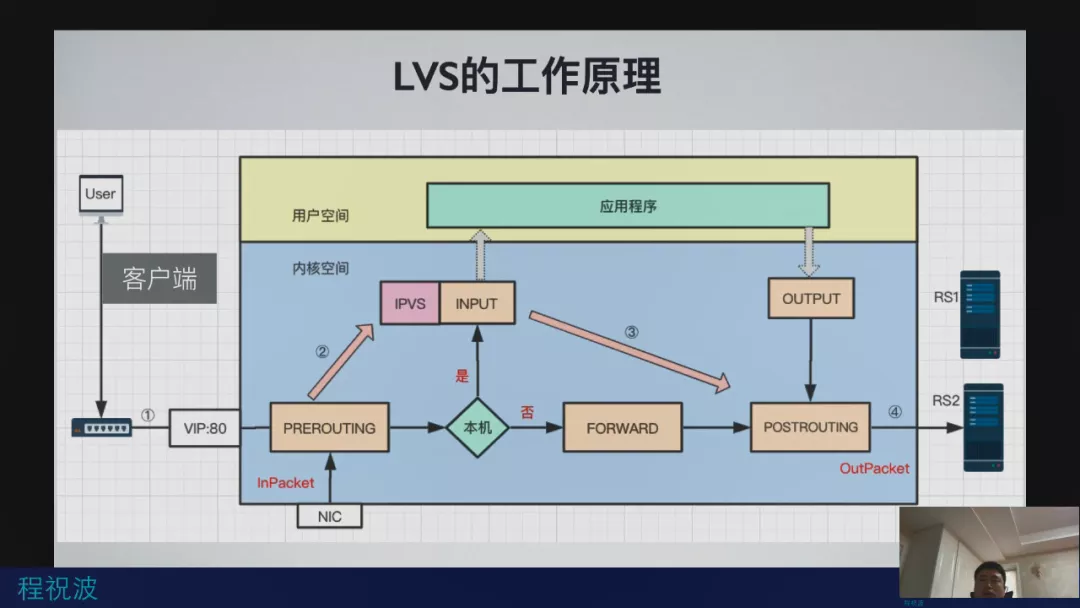 LVS的工作原理
User
用户空间
应用程序
客户端
内核空间
IPVS
INPUT
OUTPUT
RS1
②
③
是
①
VIP:80
PREROUTING
本机
否
FORWARD
POSTROUTING
④
RS2
InPacket
OutPacket
NIC
程祝波